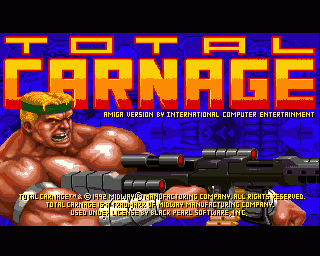 TOTAL
CARNAGE
AMIGA VERSION BY INTERNATIONAL COMPUTER ENTERTAINMENT
TOTAL CARNAGE™& © 1992 MIDWAY® MANUFACTURING COMPANY. ALL RIGHTS RESERVED.
TOTAL CARNAGE IS A TRADEMARK OF MIDWAY MANUFACTURING COMPANY.
USED UNDER LICENSE BY BLACK PEARL SOFTWARE, INC.